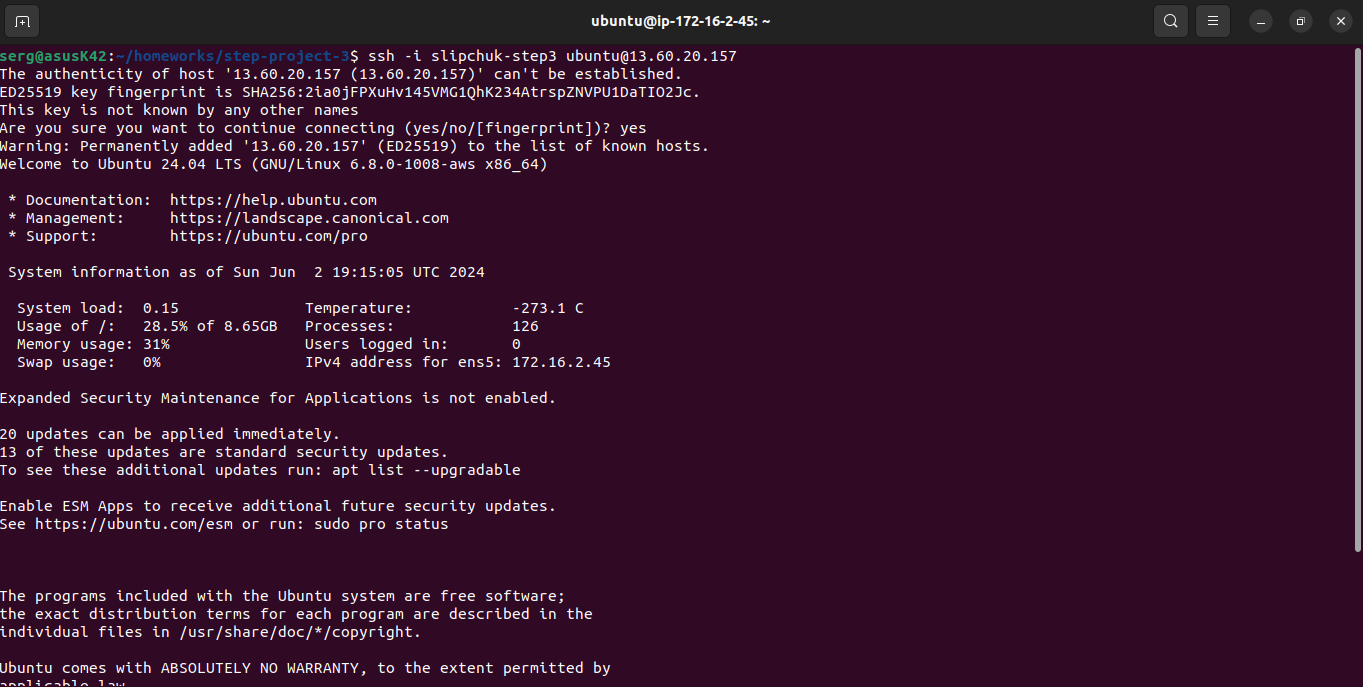 ubuntu@ip-172-16-2-45: ~
serg@asusK42:~/homeworks/step-project-3$ ssh -i slipchuk-step3 ubuntu@13.60.20.157
The authenticity of host '13.60.20.157 (13.60.20.157)' can't be established.
ED25519 key fingerprint is SHA256:2ia0jFPXuHv145VMG1QhK234AtrspZNVPU1DaTIO2Jc.
This key is not known by any other names
Are you sure you want to continue connecting (yes/no/[fingerprint])? yes
Warning: Permanently added '13.60.20.157' (ED25519) to the list of known hosts.
Welcome to Ubuntu 24.04 LTS (GNU/Linux 6.8.0-1008-aws x86_64)
* Documentation:  https://help.ubuntu.com
* Management:     https://landscape.canonical.com
* Support:        https://ubuntu.com/pro
System information as of Sun Jun  2 19:15:05 UTC 2024
System load:  0.15              Temperature:           -273.1 C
Usage of /:   28.5% of 8.65GB   Processes:             126
Memory usage: 31%               Users logged in:       0
Swap usage:   0%                IPv4 address for ens5: 172.16.2.45
Expanded Security Maintenance for Applications is not enabled.
20 updates can be applied immediately.
13 of these updates are standard security updates.
To see these additional updates run: apt list --upgradable
Enable ESM Apps to receive additional future security updates.
See https://ubuntu.com/esm or run: sudo pro status
The programs included with the Ubuntu system are free software;
the exact distribution terms for each program are described in the
individual files in /usr/share/doc/*/copyright.
Ubuntu comes with ABSOLUTELY NO WARRANTY, to the extent permitted by
applicable law.